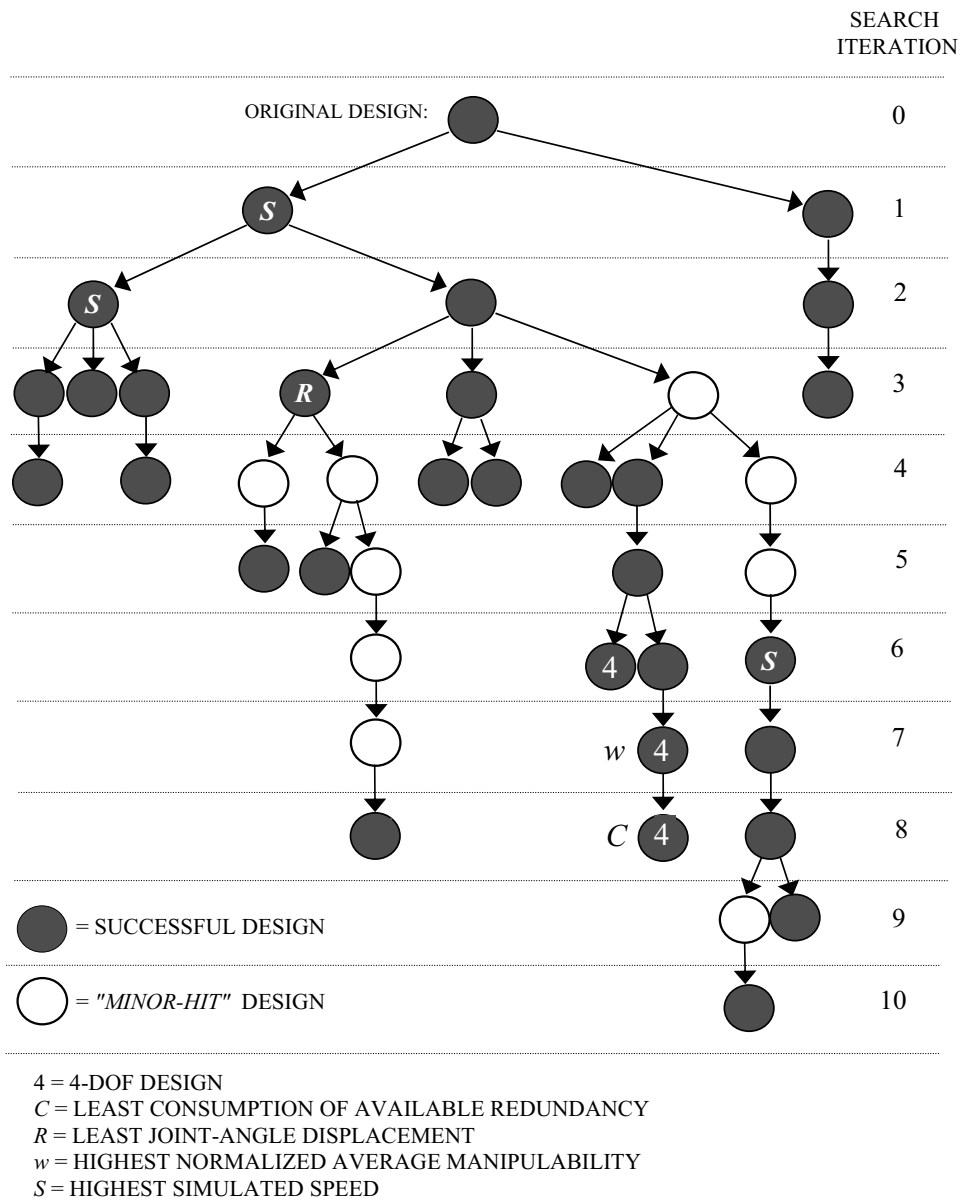 SEARCH
ITERATION
ORIGINAL DESIGN:
0
S
1
S
2
R
3
4
5
4
S
6
w
4
7
C
4
8
= SUCCESSFUL DESIGN
9
= "MINOR-HIT" DESIGN
10
4 = 4-DOF DESIGN
C = LEAST CONSUMPTION OF AVAILABLE REDUNDANCY
R = LEAST JOINT-ANGLE DISPLACEMENT
w = HIGHEST NORMALIZED AVERAGE MANIPULABILITY
S = HIGHEST SIMULATED SPEED